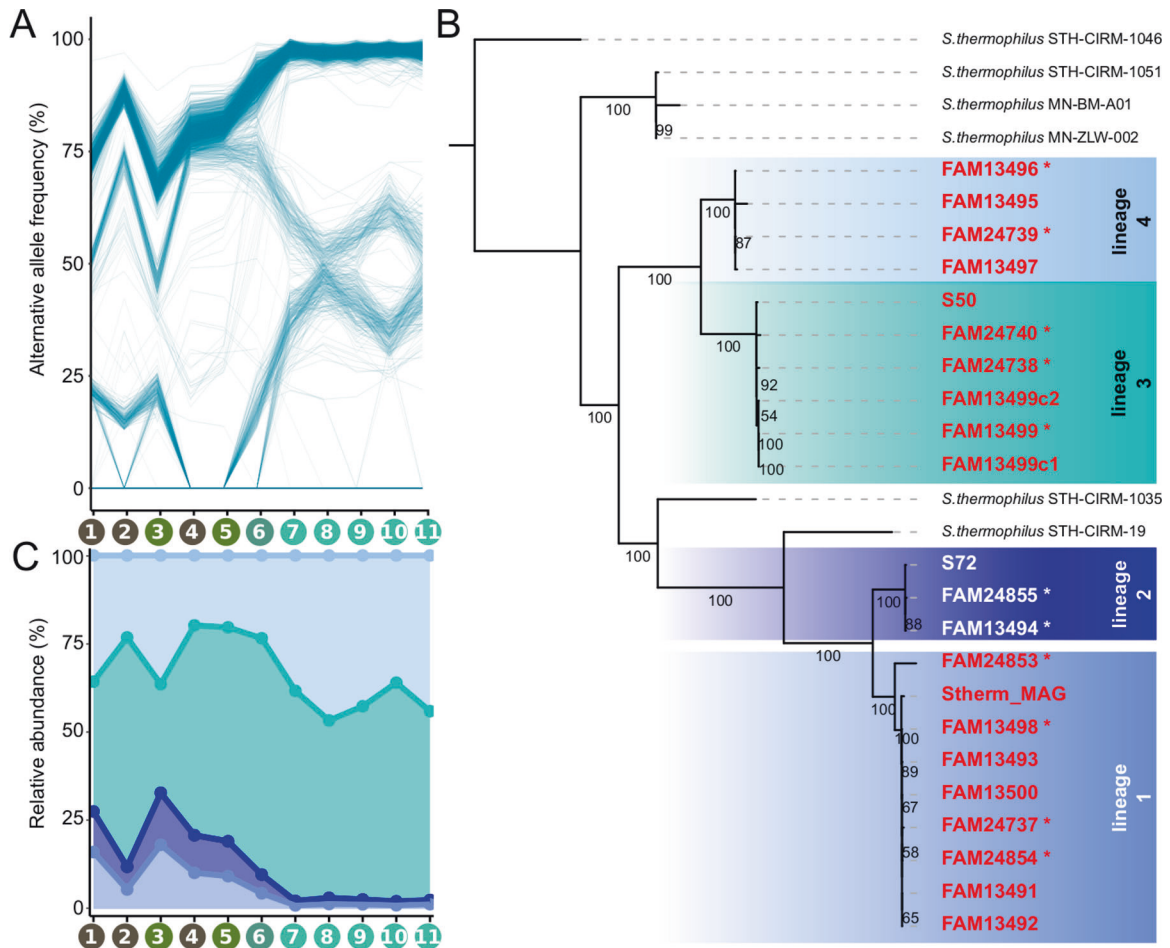 A
100
75
50
25
0
Alternative allele frequency (%)
1 2 3 4 5 6 7 8 9 10 11
C
100
75
50
25
0
Relative abundance (%)
1 2 3 4 5 6 7 8 9 10 11
B
S.thermophilus STH-CIRM-1046
S.thermophilus STH-CIRM-1051
100
S.thermophilus MN-BM-A01
99
S.thermophilus MN-ZLW-002
FAM13496 *
FAM13495
100
FAM24739 *
87
FAM13497
100
lineage 4
S50
FAM24740 *
100
FAM24738 *
92
FAM13499c2
54
FAM13499 *
100
100
FAM13499c1
100
lineage 3
S.thermophilus STH-CIRM-1035
S.thermophilus STH-CIRM-19
100
S72
FAM24855 *
100
88
FAM13494 *
100
lineage 2
FAM24853 *
Stherm_MAG
100
FAM13498 *
100
FAM13493
89
FAM13500
67
FAM24737 *
FAM24854 *
58
FAM13491
FAM13492
65
lineage 1